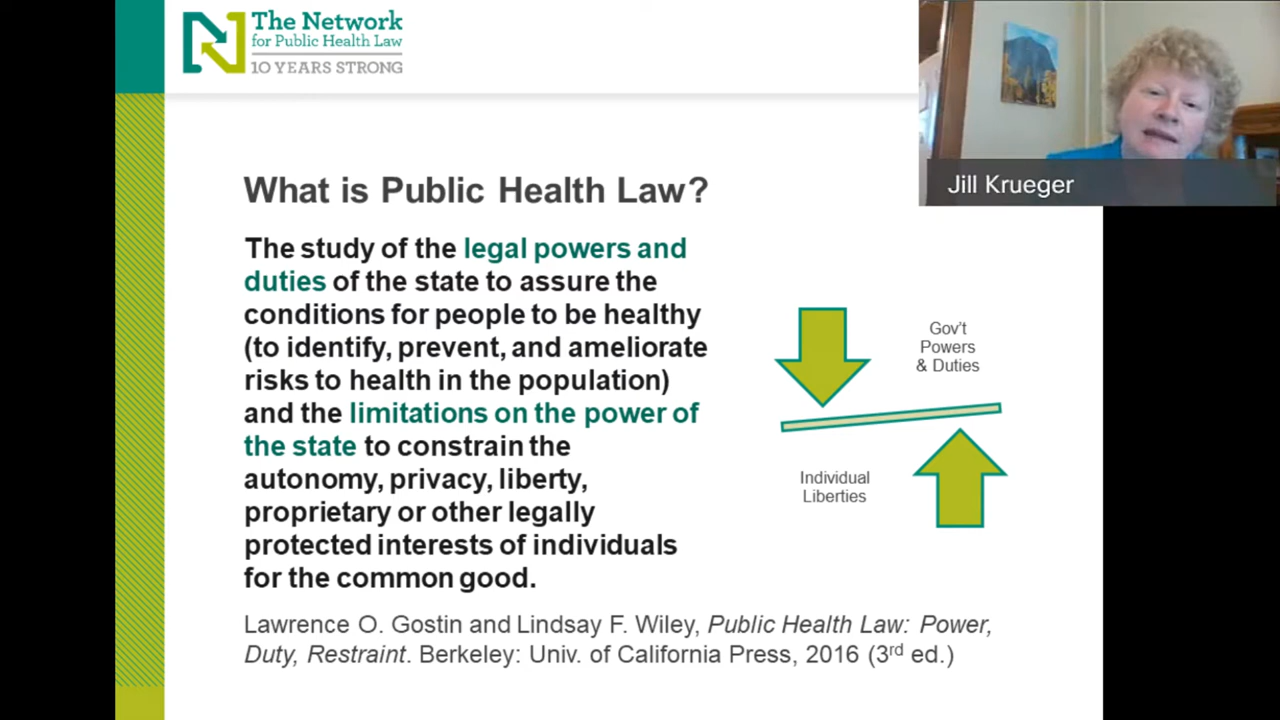 The Network
for Public Health Law
10 YEARS STRONG
Jill Krueger
What is Public Health Law?
The study of the legal powers and
duties of the state to assure the
conditions for people to be healthy
(to identify, prevent, and ameliorate
risks to health in the population)
and the limitations on the power of
the state to constrain the
autonomy, privacy, liberty,
proprietary or other legally
protected interests of individuals
for the common good.
Gov't
Powers
& Duties
Individual
Liberties
Lawrence O. Gostin and Lindsay F. Wiley, Public Health Law: Power,
Duty, Restraint. Berkeley: Univ. of California Press, 2016 (3rd ed.)